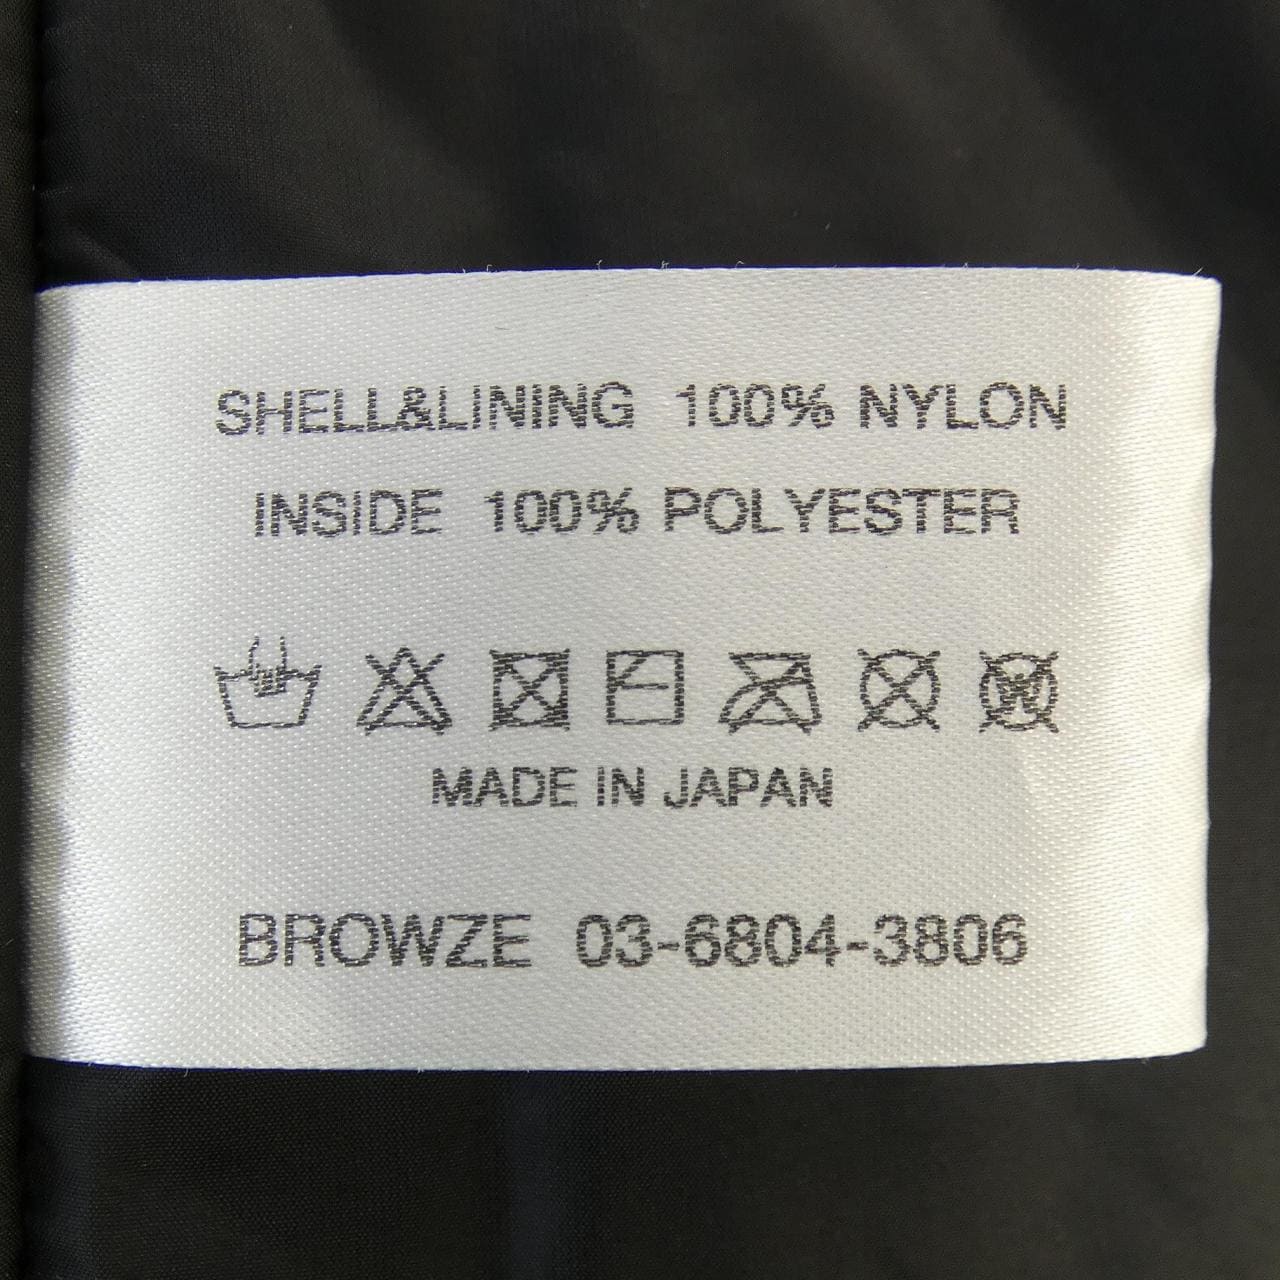 SHELL&LINING 100% NYLON
INSIDE 100% POLYESTER
W
MADE IN JAPAN
BROWZE 03-6804-3806